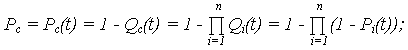 P_c = P_c(t) = 1 - Q_c(t) = 1 - ∏_{i=1}^{n} Q_i(t) = 1 - ∏_{i=1}^{n} (1 - P_i(t));